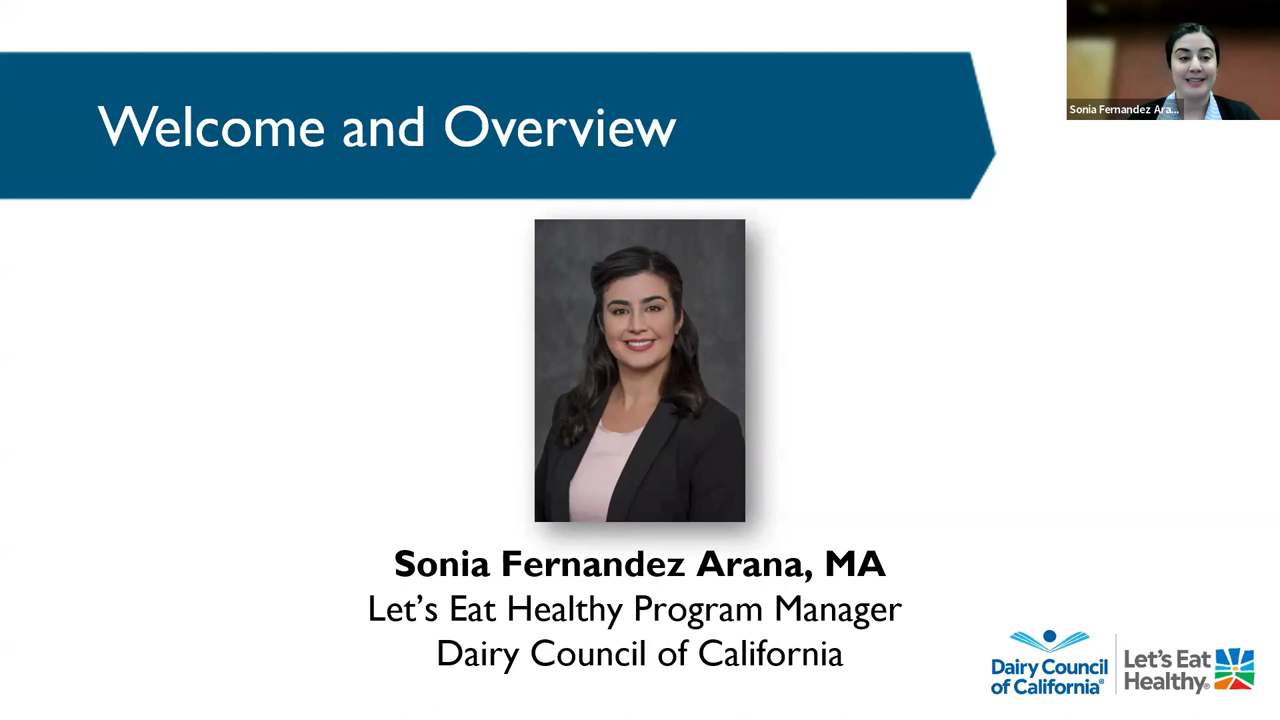 Welcome and Overview
Sonia Fernandez Ara...
Sonia Fernandez Arana, MA
Let's Eat Healthy Program Manager
Dairy Council of California
Dairy Council
of California®
Let's Eat
Healthy®